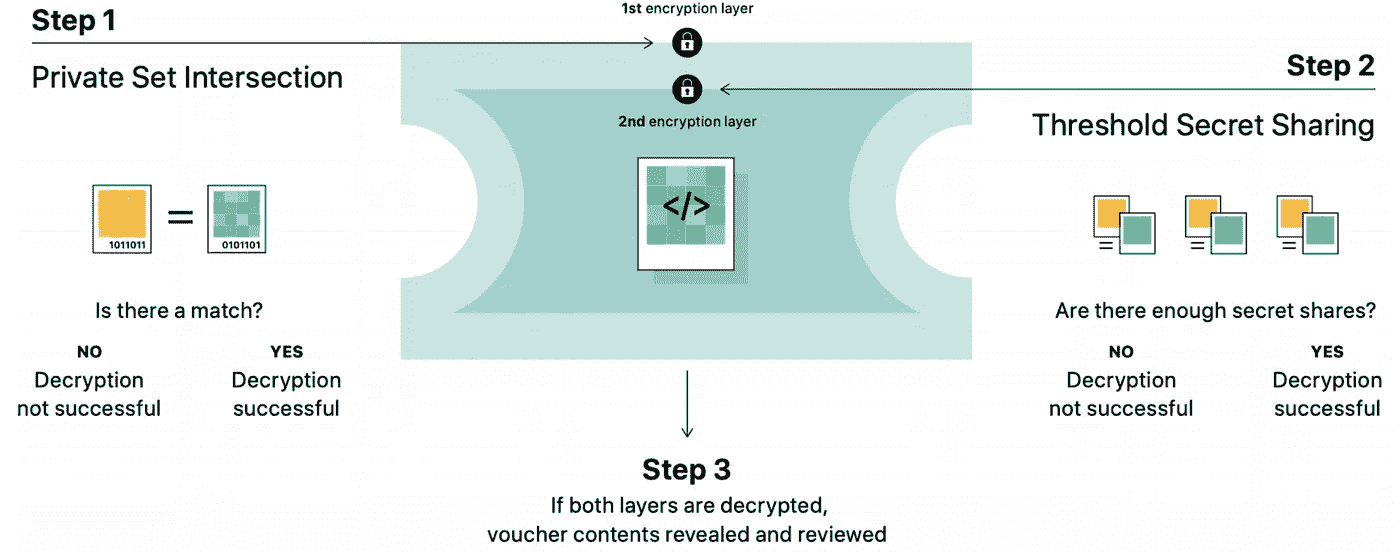 Step 1
Private Set Intersection
1011011
=
0101101
Is there a match?
NO
Decryption
not successful
YES
Decryption
successful
1st encryption layer
2nd encryption layer
</>
Step 2
Threshold Secret Sharing
=
=
=
Are there enough secret shares?
NO
Decryption
not successful
YES
Decryption
successful
Step 3
If both layers are decrypted,
voucher contents revealed and reviewed